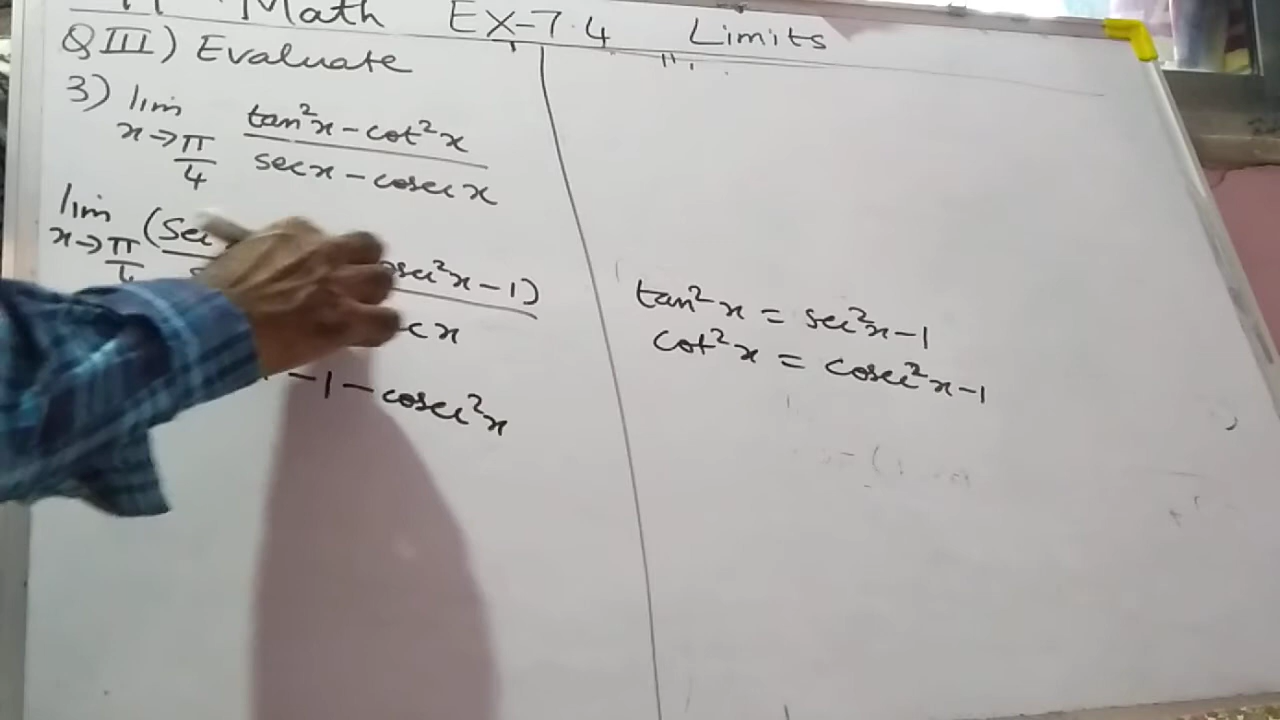 Math EX-7.4 Limits
Q III) Evaluate
3) lim x→π/4 (tan²x - cot²x)/(secx - cosecx)
lim x→π/4 (sec cosec²x - 1)
cx
- 1 - cosec²x
tan²x = sec²x - 1
cot²x = cosec²x - 1